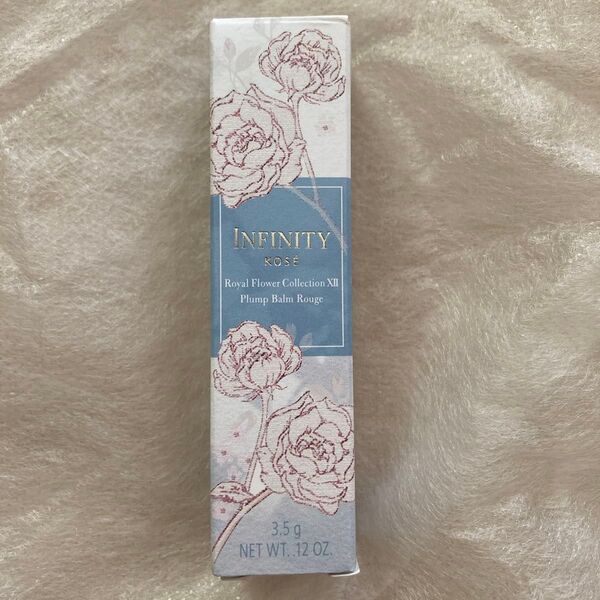 INFINITY
KOSÉ
Royal Flower Collection XII
Plump Balm Rouge
3.5 g
NET WT. .12 OZ.